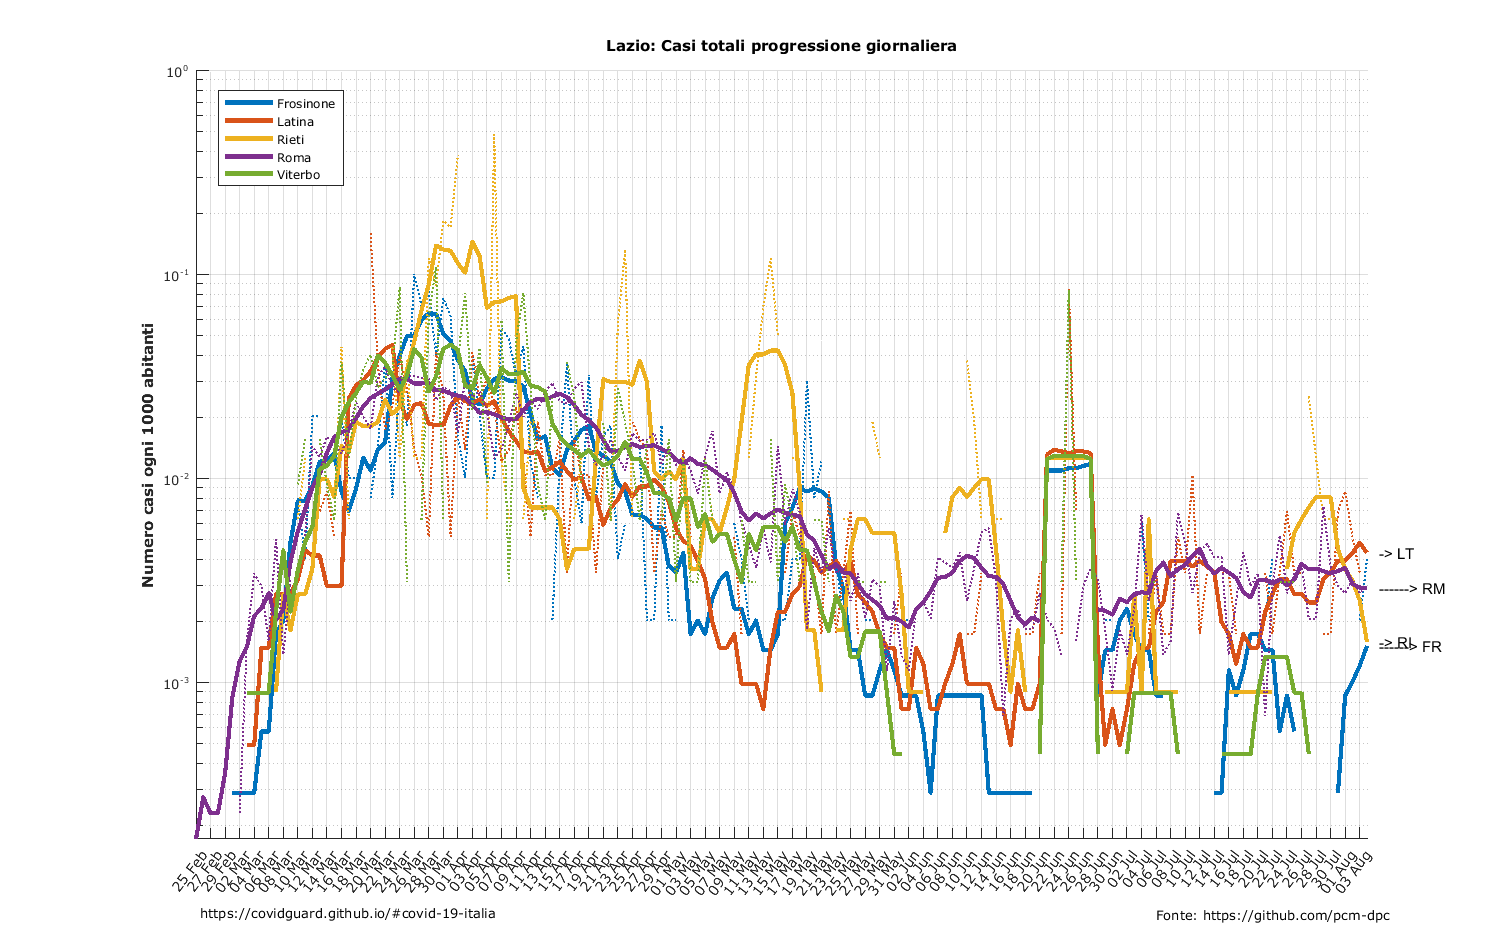 Lazio: Casi totali progressione giornaliera
10^0
Frosinone
Latina
Rieti
Roma
Viterbo
10^-1
10^-2
10^-3
Numero casi ogni 1000 abitanti
-> LT
------> RM
-> RI
------> FR
25 Feb
27 Feb
29 Feb
02 Mar
04 Mar
06 Mar
08 Mar
10 Mar
12 Mar
14 Mar
16 Mar
18 Mar
20 Mar
22 Mar
24 Mar
26 Mar
28 Mar
30 Mar
01 Apr
03 Apr
05 Apr
07 Apr
09 Apr
11 Apr
13 Apr
15 Apr
17 Apr
19 Apr
21 Apr
23 Apr
25 Apr
27 Apr
29 Apr
01 May
03 May
05 May
07 May
09 May
11 May
13 May
15 May
17 May
19 May
21 May
23 May
25 May
27 May
29 May
31 May
02 Jun
04 Jun
06 Jun
08 Jun
10 Jun
12 Jun
14 Jun
16 Jun
18 Jun
20 Jun
22 Jun
24 Jun
26 Jun
28 Jun
30 Jun
02 Jul
04 Jul
06 Jul
08 Jul
10 Jul
12 Jul
14 Jul
16 Jul
18 Jul
20 Jul
22 Jul
24 Jul
26 Jul
28 Jul
30 Jul
01 Aug
03 Aug
https://covidguard.github.io/#covid-19-italia
Fonte: https://github.com/pcm-dpc